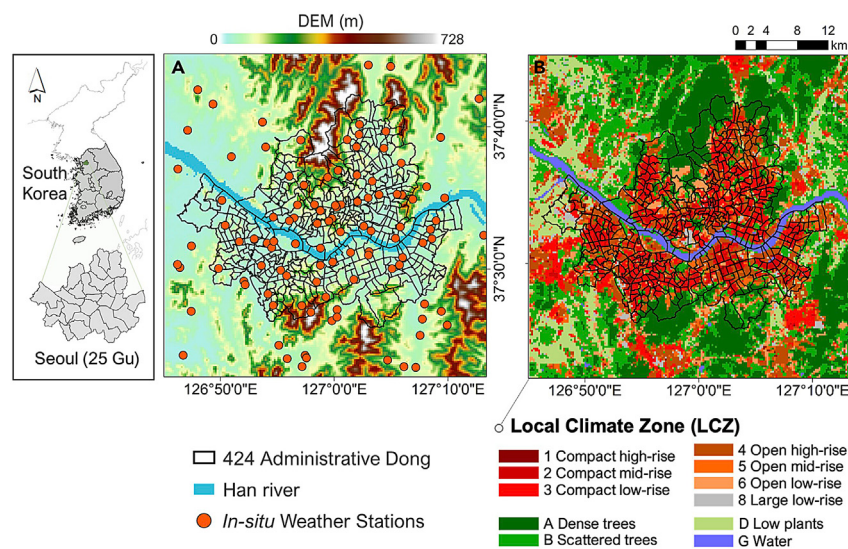 DEM (m)
0
728
0 2 4 8 12
km
N
South
Korea
Seoul (25 Gu)
A
37°40'0"N
37°30'0"N
126°50'0"E 127°0'0"E 127°10'0"E
B
126°50'0"E 127°0'0"E 127°10'0"E
424 Administrative Dong
Han river
In-situ Weather Stations
Local Climate Zone (LCZ)
1 Compact high-rise
2 Compact mid-rise
3 Compact low-rise
4 Open high-rise
5 Open mid-rise
6 Open low-rise
8 Large low-rise
A Dense trees
B Scattered trees
D Low plants
G Water